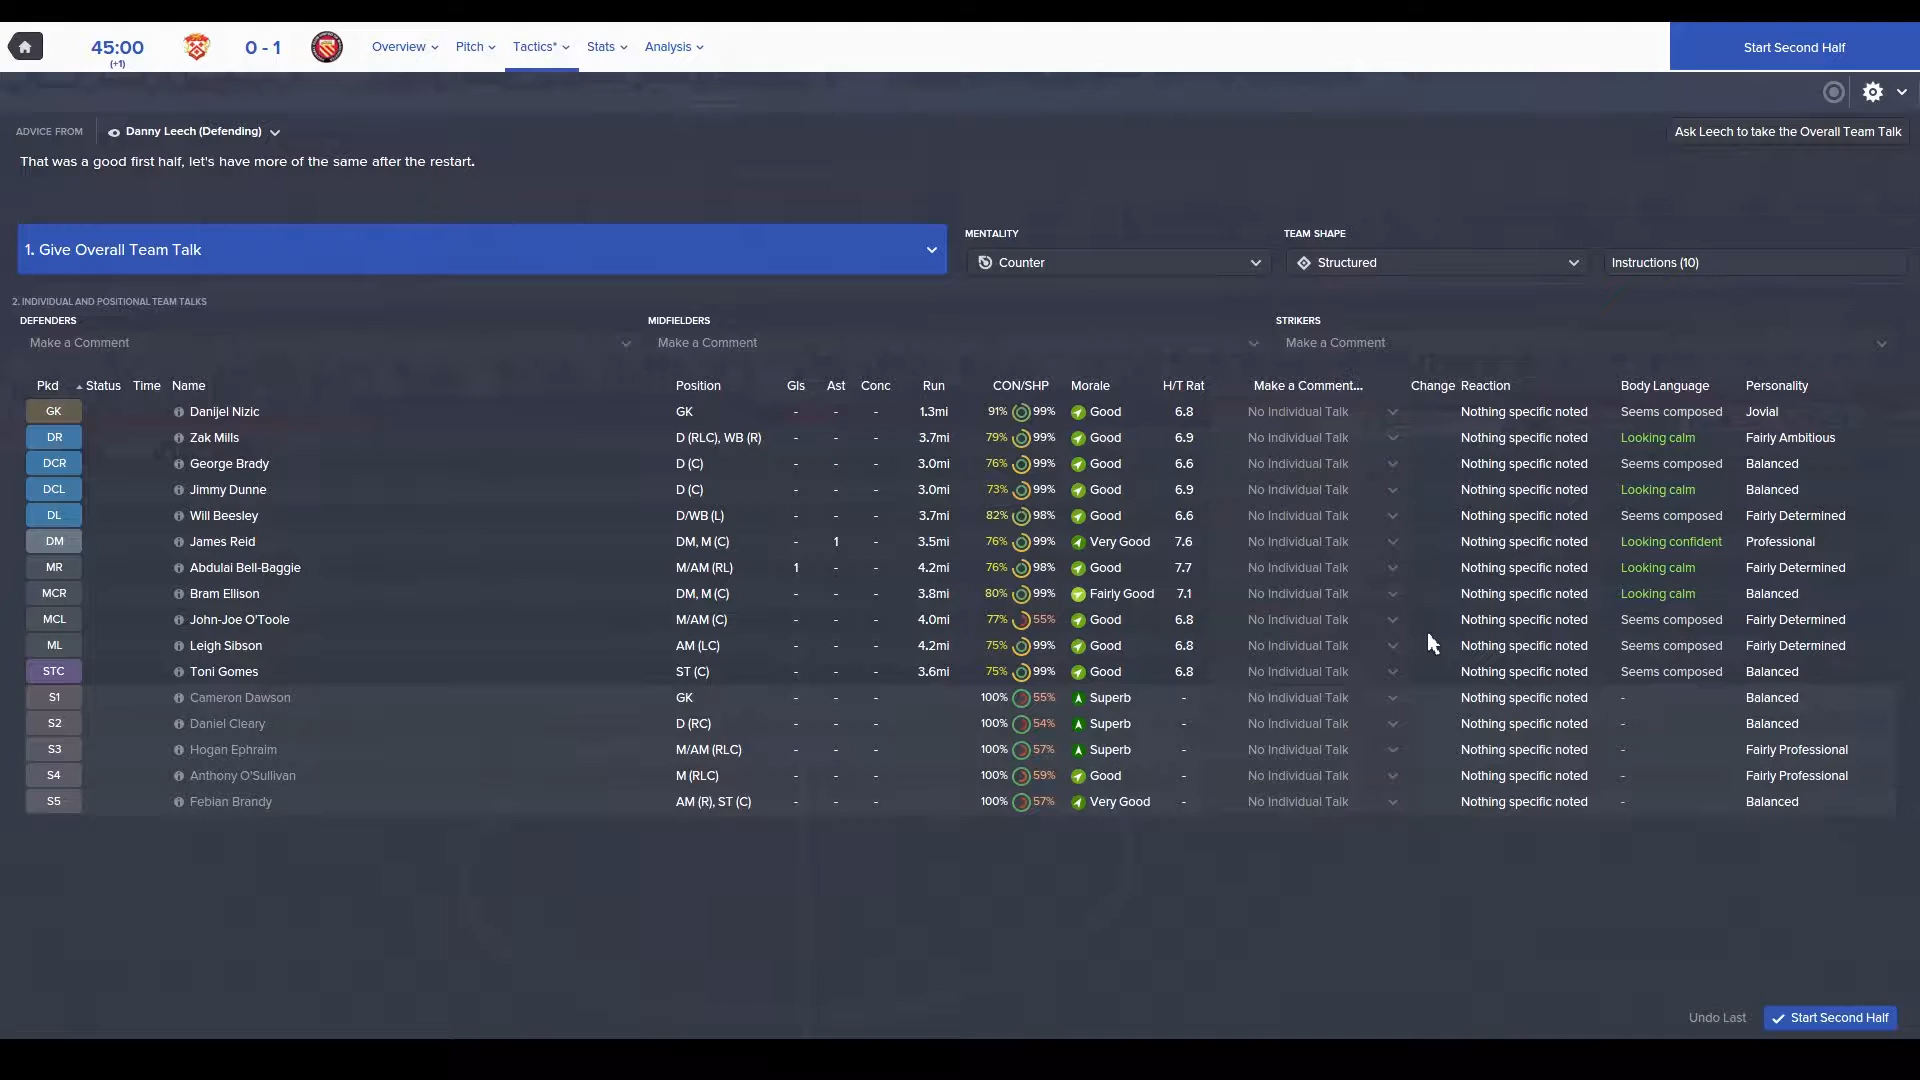 45:00 0 - 1 Overview Pitch Tactics* Stats Analysis Start Second Half
(+1)
ADVICE FROM Danny Leech (Defending) Ask Leech to take the Overall Team Talk
That was a good first half, let's have more of the same after the restart.
MENTALITY TEAM SHAPE
1. Give Overall Team Talk Counter Structured Instructions (10)
2. INDIVIDUAL AND POSITIONAL TEAM TALKS
DEFENDERS MIDFIELDERS STRIKERS
Make a Comment Make a Comment Make a Comment
Pkd Status Time Name Position Gls Ast Conc Run CON/SHP Morale H/T Rat Make a Comment... Change Reaction Body Language Personality
GK Danijel Nizic GK - - - 1.3mi 91% 99% Good 6.8 No Individual Talk Nothing specific noted Seems composed Jovial
DR Zak Mills D (RLC), WB (R) - - - 3.7mi 79% 99% Good 6.9 No Individual Talk Nothing specific noted Looking calm Fairly Ambitious
DCR George Brady D (C) - - - 3.0mi 76% 99% Good 6.6 No Individual Talk Nothing specific noted Seems composed Balanced
DCL Jimmy Dunne D (C) - - - 3.0mi 73% 99% Good 6.9 No Individual Talk Nothing specific noted Looking calm Balanced
DL Will Beesley D/WB (L) - - - 3.7mi 82% 98% Good 6.6 No Individual Talk Nothing specific noted Seems composed Fairly Determined
DM James Reid DM, M (C) - 1 - 3.5mi 76% 99% Very Good 7.6 No Individual Talk Nothing specific noted Looking confident Professional
MR Abdulai Bell-Baggie M/AM (RL) 1 - - 4.2mi 76% 98% Good 7.7 No Individual Talk Nothing specific noted Looking calm Fairly Determined
MCR Bram Ellison DM, M (C) - - - 3.8mi 80% 99% Fairly Good 7.1 No Individual Talk Nothing specific noted Looking calm Balanced
MCL John-Joe O'Toole M/AM (C) - - - 4.0mi 77% 55% Good 6.8 No Individual Talk Nothing specific noted Seems composed Fairly Determined
ML Leigh Sibson AM (LC) - - - 4.2mi 75% 99% Good 6.8 No Individual Talk Nothing specific noted Seems composed Fairly Determined
STC Toni Gomes ST (C) - - - 3.6mi 75% 99% Good 6.8 No Individual Talk Nothing specific noted Seems composed Balanced
S1 Cameron Dawson GK - - - 100% 55% Superb - No Individual Talk Nothing specific noted - Balanced
S2 Daniel Cleary D (RC) - - - 100% 54% Superb - No Individual Talk Nothing specific noted - Balanced
S3 Hogan Ephraim M/AM (RLC) - - - 100% 57% Superb - No Individual Talk Nothing specific noted - Fairly Professional
S4 Anthony O'Sullivan M (RLC) - - - 100% 59% Good - No Individual Talk Nothing specific noted - Fairly Professional
S5 Febian Brandy AM (R), ST (C) - - - 100% 57% Very Good - No Individual Talk Nothing specific noted - Balanced
Undo Last Start Second Half